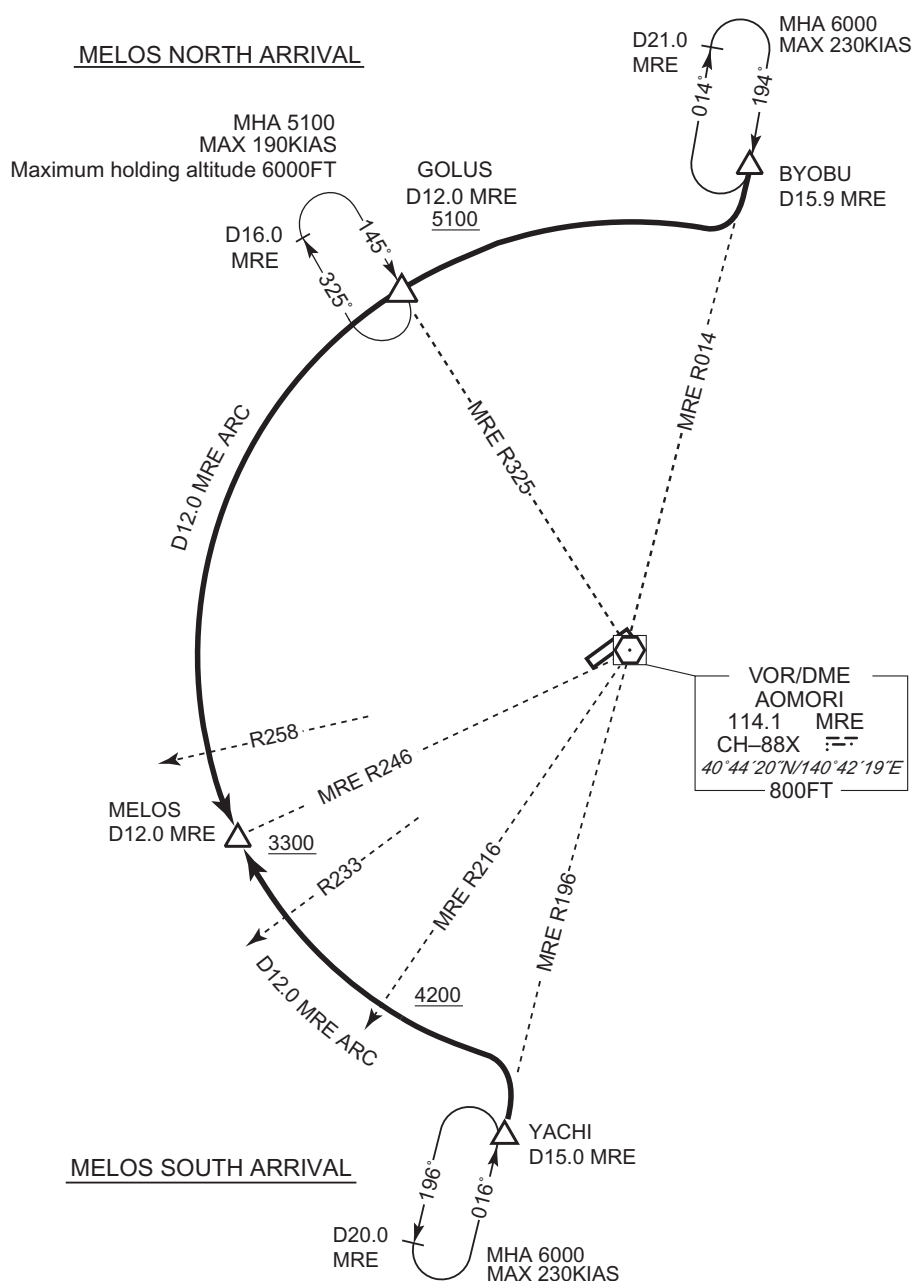 MELOS NORTH ARRIVAL
MHA 6000
MAX 230KIAS
D21.0
MRE
014°
194°
BYOBU
D15.9 MRE
MHA 5100
MAX 190KIAS
Maximum holding altitude 6000FT
GOLUS
D12.0 MRE
5100
D16.0
MRE
145°
325°
MRE R014
MRE R325
D12.0 MRE ARC
VOR/DME
AOMORI
114.1 MRE
CH–88X
40°44´20˝N/140°42´19˝E
800FT
R258
MRE R246
MELOS
D12.0 MRE
3300
R233
MRE R216
MRE R196
D12.0 MRE ARC
4200
YACHI
D15.0 MRE
MELOS SOUTH ARRIVAL
196°
016°
D20.0
MRE
MHA 6000
MAX 230KIAS